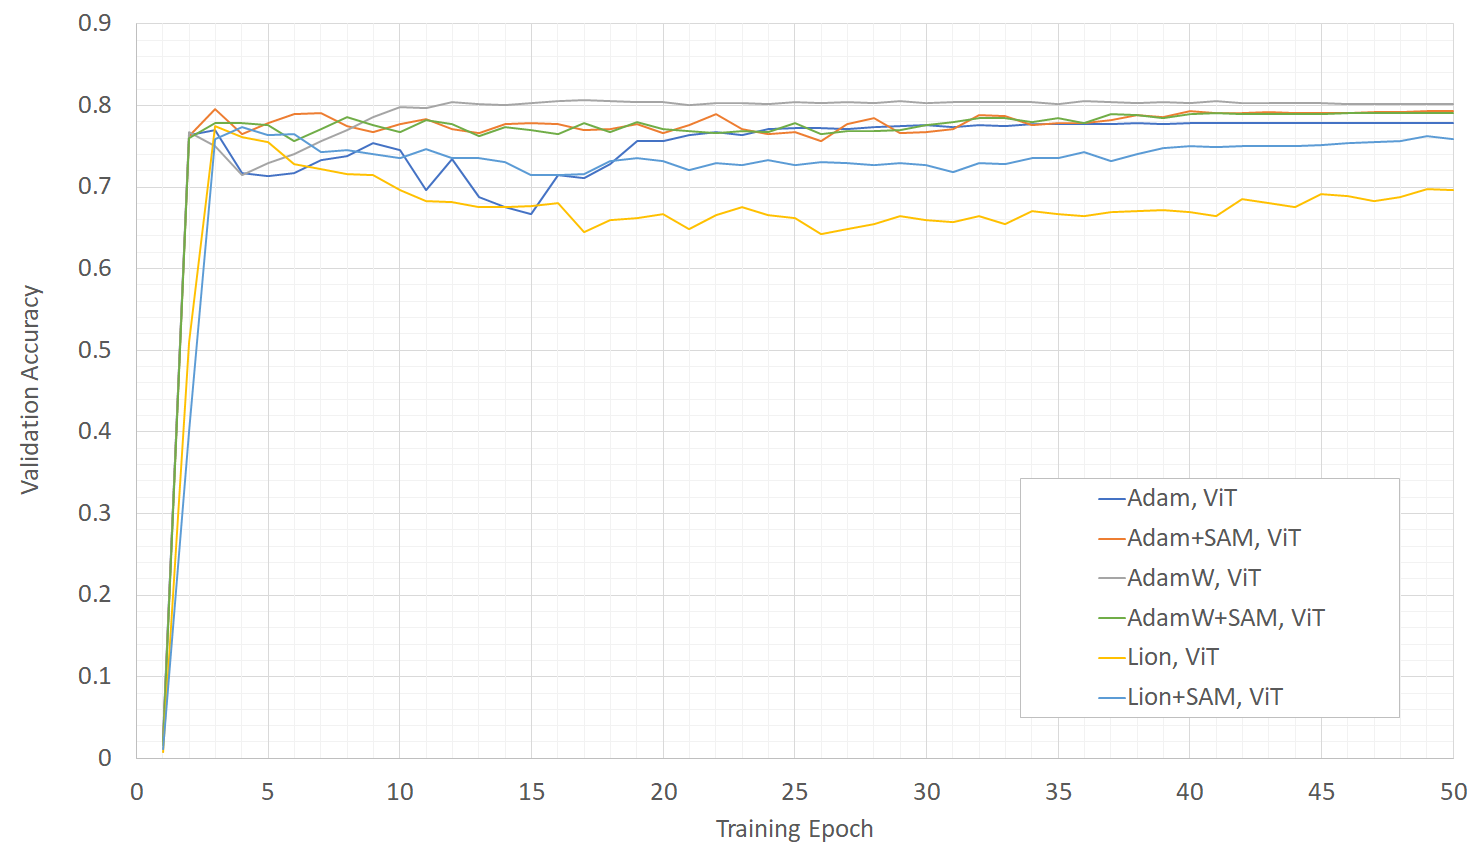 0.9
0.8
0.7
0.6
0.5
0.4
0.3
0.2
0.1
0
Validation Accuracy
Adam, ViT
Adam+SAM, ViT
AdamW, ViT
AdamW+SAM, ViT
Lion, ViT
Lion+SAM, ViT
0 5 10 15 20 25 30 35 40 45 50
Training Epoch